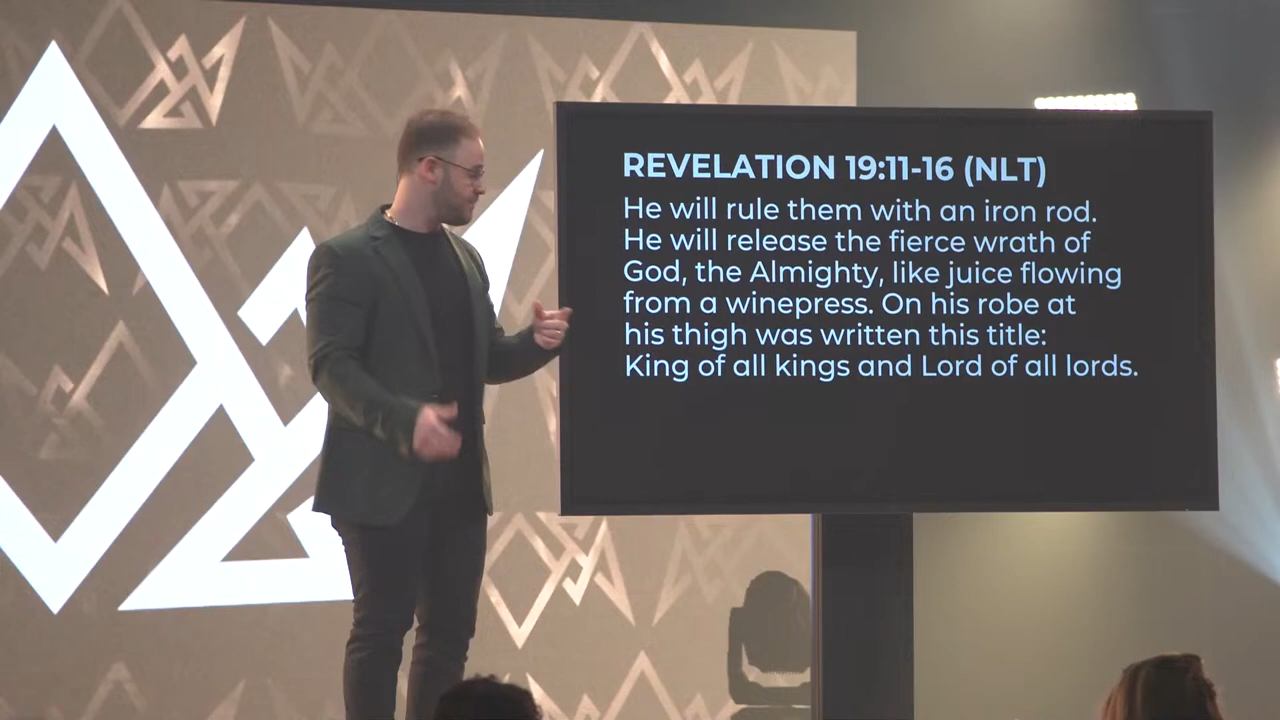 REVELATION 19:11-16 (NLT)
He will rule them with an iron rod.
He will release the fierce wrath of
God, the Almighty, like juice flowing
from a winepress. On his robe at
his thigh was written this title:
King of all kings and Lord of all lords.